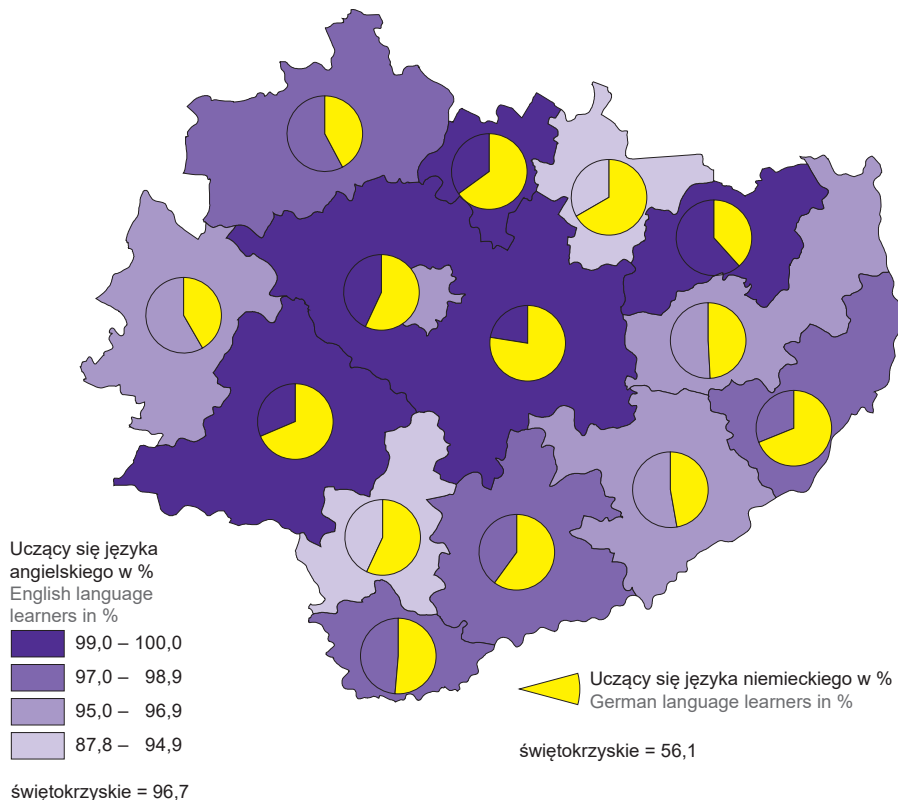 Uczący się języka
angielskiego w %
English language
learners in %
99,0 – 100,0
97,0 – 98,9
95,0 – 96,9
87,8 – 94,9
świętokrzyskie = 96,7
Uczący się języka niemieckiego w %
German language learners in %
świętokrzyskie = 56,1